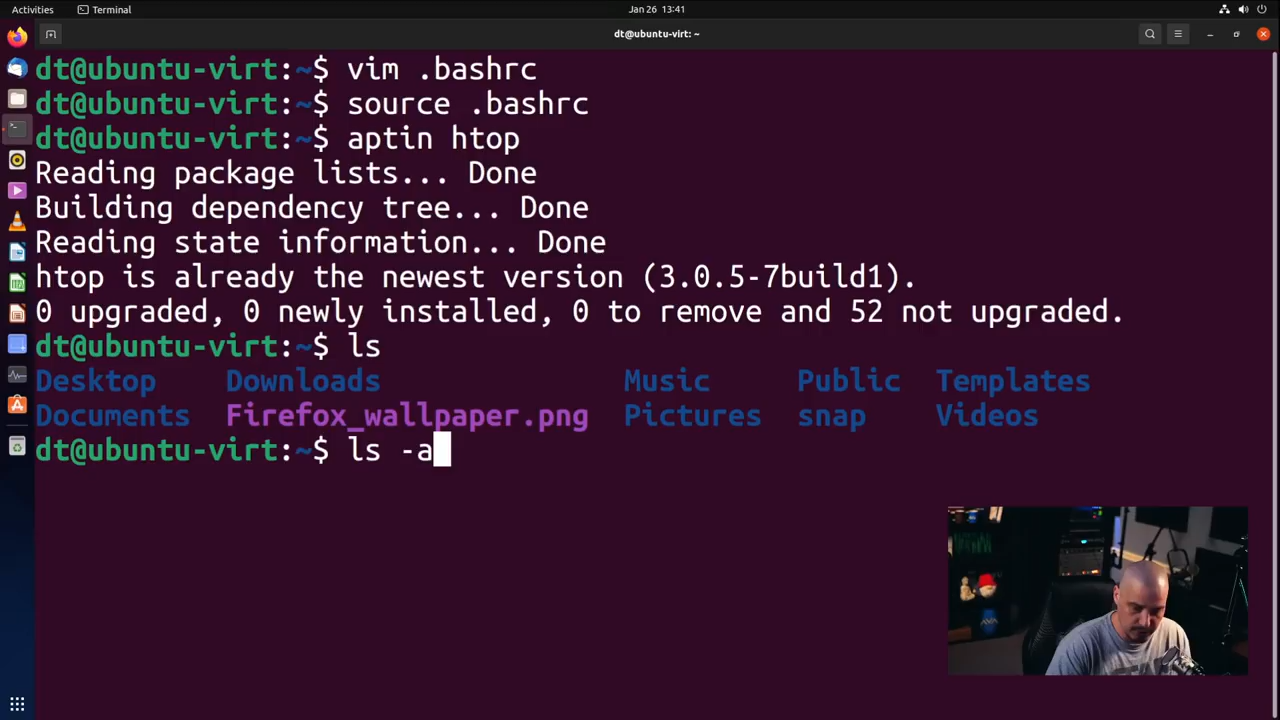 Activities Terminal Jan 26 13:41
dt@ubuntu-virt: ~
dt@ubuntu-virt:~$ vim .bashrc
dt@ubuntu-virt:~$ source .bashrc
dt@ubuntu-virt:~$ aptin htop
Reading package lists... Done
Building dependency tree... Done
Reading state information... Done
htop is already the newest version (3.0.5-7build1).
0 upgraded, 0 newly installed, 0 to remove and 52 not upgraded.
dt@ubuntu-virt:~$ ls
Desktop Downloads Music Public Templates
Documents Firefox_wallpaper.png Pictures snap Videos
dt@ubuntu-virt:~$ ls -a